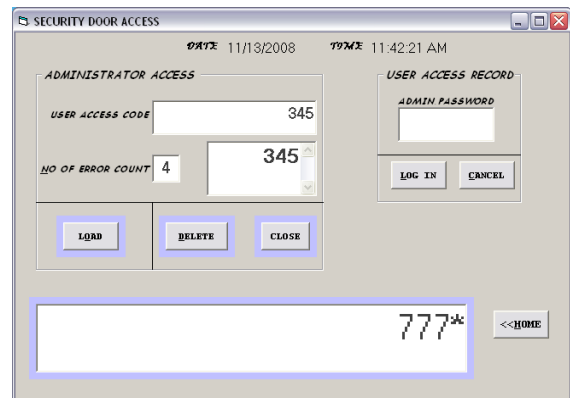 SECURITY DOOR ACCESS
DATE 11/13/2008 TIME 11:42:21 AM
ADMINISTRATOR ACCESS
USER ACCESS CODE 345
NO OF ERROR COUNT 4 345
LOAD DELETE CLOSE
USER ACCESS RECORD
ADMIN PASSWORD
LOG IN CANCEL
777*
<<HOME